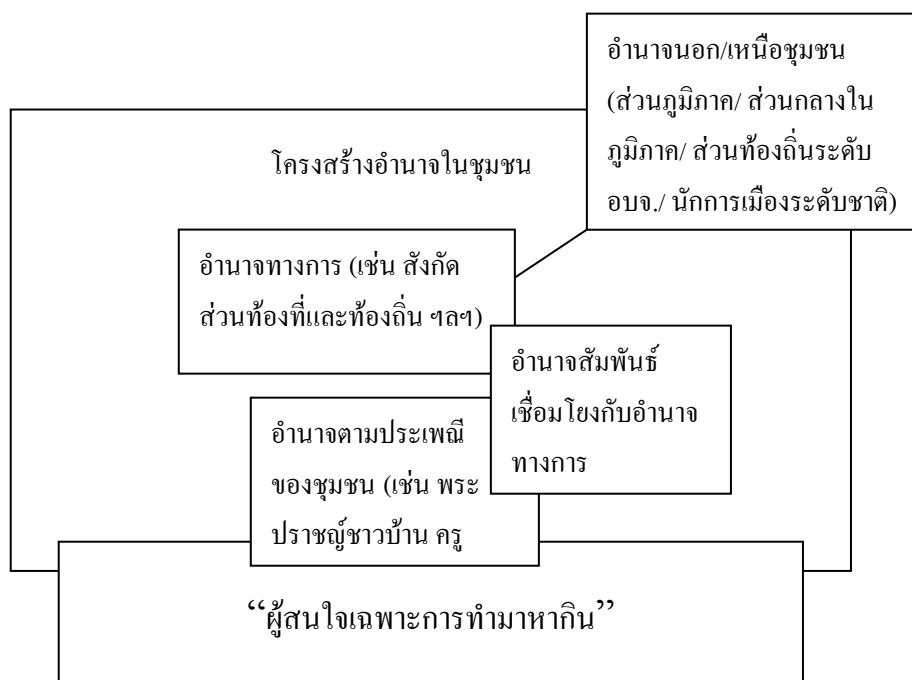 อำนาจนอก/เหนือชุมชน
(ส่วนภูมิภาค/ ส่วนกลางใน
ภูมิภาค/ ส่วนท้องถิ่นระดับ
อบจ./ นักการเมืองระดับชาติ)
โครงสร้างอำนาจในชุมชน
อำนาจทางการ (เช่น สังกัด
ส่วนท้องที่และท้องถิ่น ฯลฯ)
อำนาจสัมพันธ์
เชื่อมโยงกับอำนาจ
ทางการ
อำนาจตามประเพณี
ของชุมชน (เช่น พระ
ปราชญ์ชาวบ้าน ครู
“ผู้สนใจเฉพาะการทำมาหากิน”